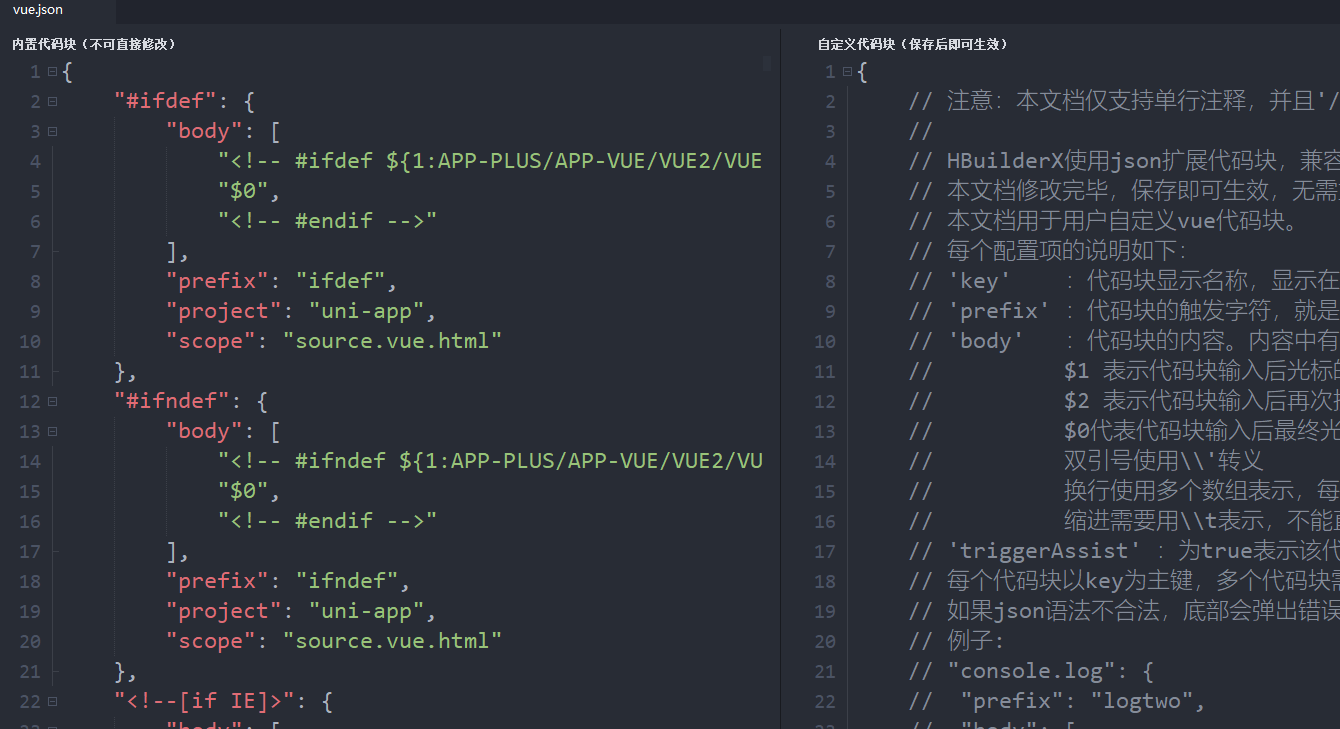 vue.json
内置代码块（不可直接修改）
1 {
2 "#ifdef": {
3 "body": [
4 "<!-- #ifdef ${1:APP-PLUS/APP-VUE/VUE2/VUE
5 "$0",
6 "<!-- #endif -->"
7 ],
8 "prefix": "ifdef",
9 "project": "uni-app",
10 "scope": "source.vue.html"
11 },
12 "#ifndef": {
13 "body": [
14 "<!-- #ifndef ${1:APP-PLUS/APP-VUE/VUE2/VU
15 "$0",
16 "<!-- #endif -->"
17 ],
18 "prefix": "ifndef",
19 "project": "uni-app",
20 "scope": "source.vue.html"
21 },
22 "<!--[if IE]>": {
自定义代码块（保存后即可生效）
1 {
2 // 注意：本文档仅支持单行注释，并且'/
3 //
4 // HBuilderX使用json扩展代码块，兼容
5 // 本文档修改完毕，保存即可生效，无需
6 // 本文档用于用户自定义vue代码块。
7 // 每个配置项的说明如下：
8 // 'key' ：代码块显示名称，显示在
9 // 'prefix' ：代码块的触发字符，就是
10 // 'body' ：代码块的内容。内容中有
11 // $1 表示代码块输入后光标的
12 // $2 表示代码块输入后再次按
13 // $0代表代码块输入后最终光
14 // 双引号使用\\'转义
15 // 换行使用多个数组表示，每
16 // 缩进需要用\\t表示，不能直
17 // 'triggerAssist' ：为true表示该代
18 // 每个代码块以key为主键，多个代码块需
19 // 如果json语法不合法，底部会弹出错误
20 // 例子：
21 // "console.log": {
22 // "prefix": "logtwo",